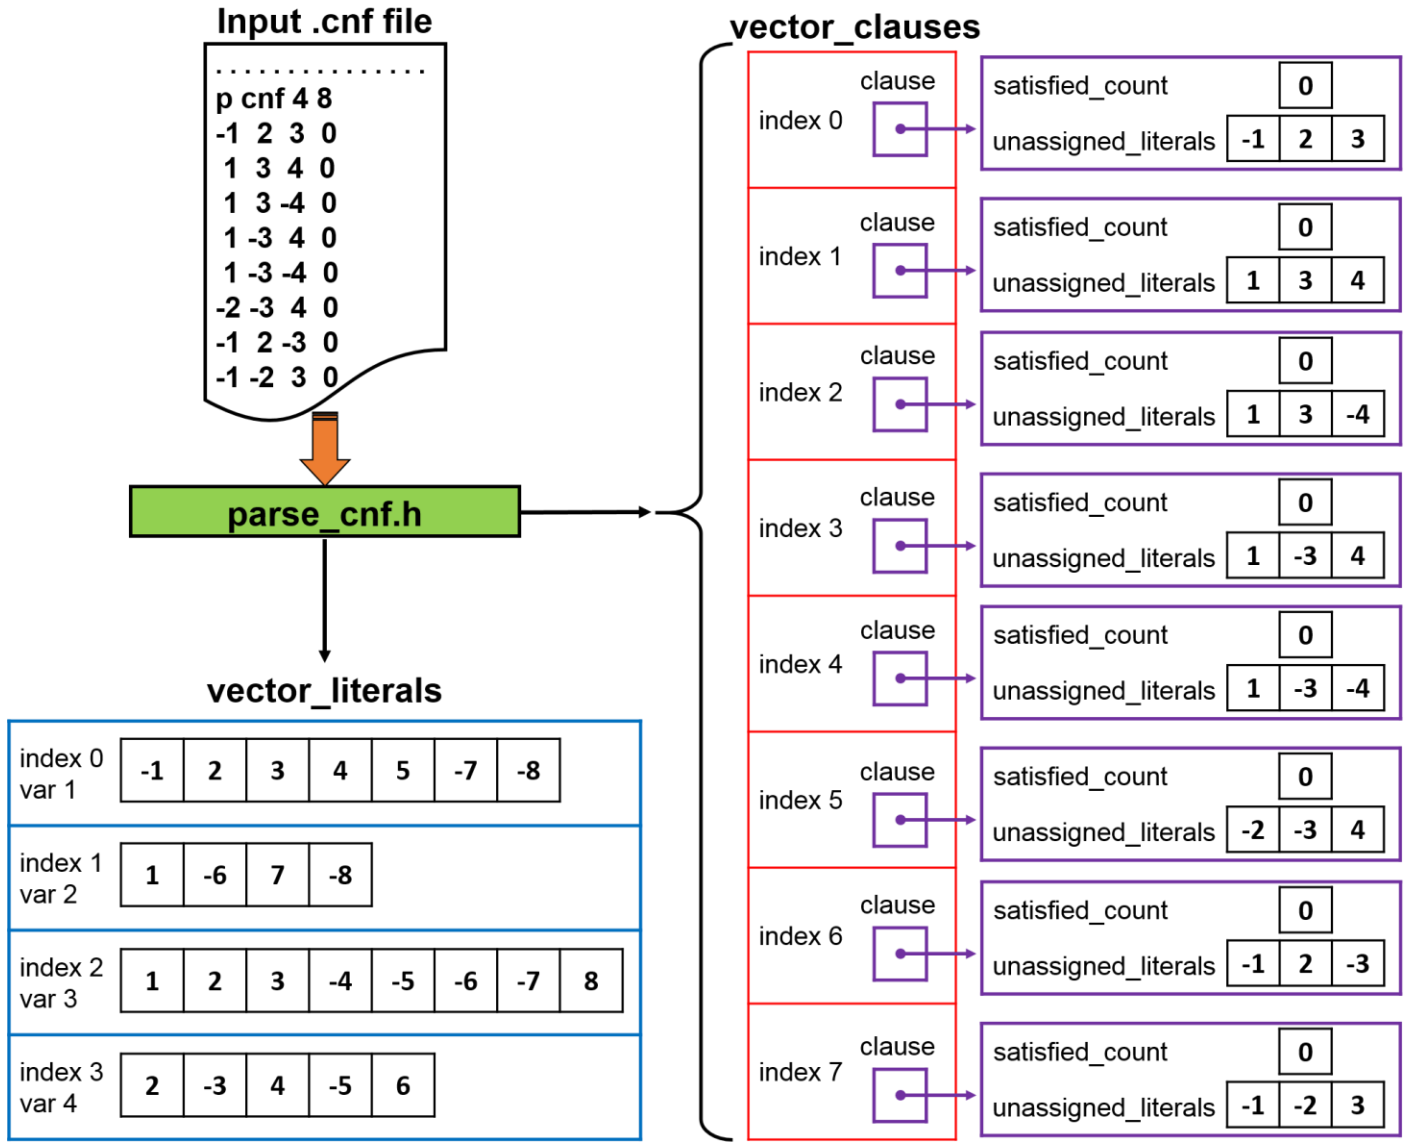 Input .cnf file
. . . . . . . . . . . . . . .
p cnf 4 8
-1 2 3 0
1 3 4 0
1 3 -4 0
1 -3 4 0
1 -3 -4 0
-2 -3 4 0
-1 2 -3 0
-1 -2 3 0
parse_cnf.h
vector_literals
index 0
var 1
-1 2 3 4 5 -7 -8
index 1
var 2
1 -6 7 -8
index 2
var 3
1 2 3 -4 -5 -6 -7 8
index 3
var 4
2 -3 4 -5 6
vector_clauses
index 0
clause
satisfied_count 0
unassigned_literals -1 2 3
index 1
clause
satisfied_count 0
unassigned_literals 1 3 4
index 2
clause
satisfied_count 0
unassigned_literals 1 3 -4
index 3
clause
satisfied_count 0
unassigned_literals 1 -3 4
index 4
clause
satisfied_count 0
unassigned_literals 1 -3 -4
index 5
clause
satisfied_count 0
unassigned_literals -2 -3 4
index 6
clause
satisfied_count 0
unassigned_literals -1 2 -3
index 7
clause
satisfied_count 0
unassigned_literals -1 -2 3